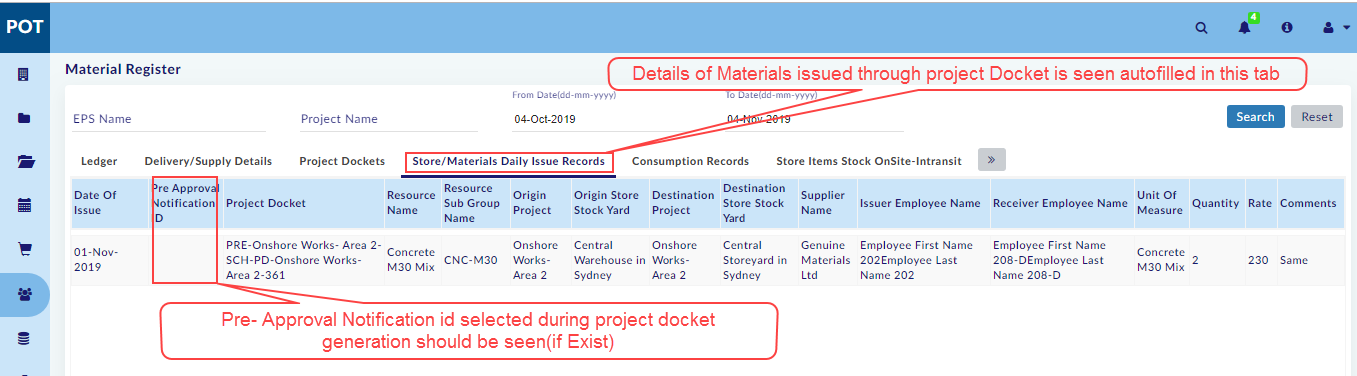 POT
4
Material Register
Details of Materials issued through project Docket is seen autofilled in this tab
From Date(dd-mm-yyyy)
To Date(dd-mm-yyyy)
EPS Name
Project Name
04-Oct-2019
04-Nov-2019
Search
Reset
Ledger
Delivery/Supply Details
Project Dockets
Store/Materials Daily Issue Records
Consumption Records
Store Items Stock OnSite-Intransit
»
Date Of
Issue
Pre Approval
Notification
ID
Project Docket
Resource
Name
Resource
Sub Group
Name
Origin
Project
Origin Store
Stock Yard
Destination
Project
Destination
Store Stock
Yard
Supplier
Name
Issuer Employee Name
Receiver Employee Name
Unit Of
Measure
Quantity
Rate
Comments
01-Nov-
2019
PRE-Onshore Works- Area 2-
SCH-PD-Onshore Works-
Area 2-361
Concrete
M30 Mix
CNC-M30
Onshore
Works-
Area 2
Central
Warehouse in
Sydney
Onshore
Works-
Area 2
Central
Storeyard in
Sydney
Genuine
Materials
Ltd
Employee First Name
202Employee Last
Name 202
Employee First Name
208-DEmployee Last
Name 208-D
Concrete
M30 Mix
2
230
Same
Pre- Approval Notification id selected during project docket
generation should be seen(if Exist)